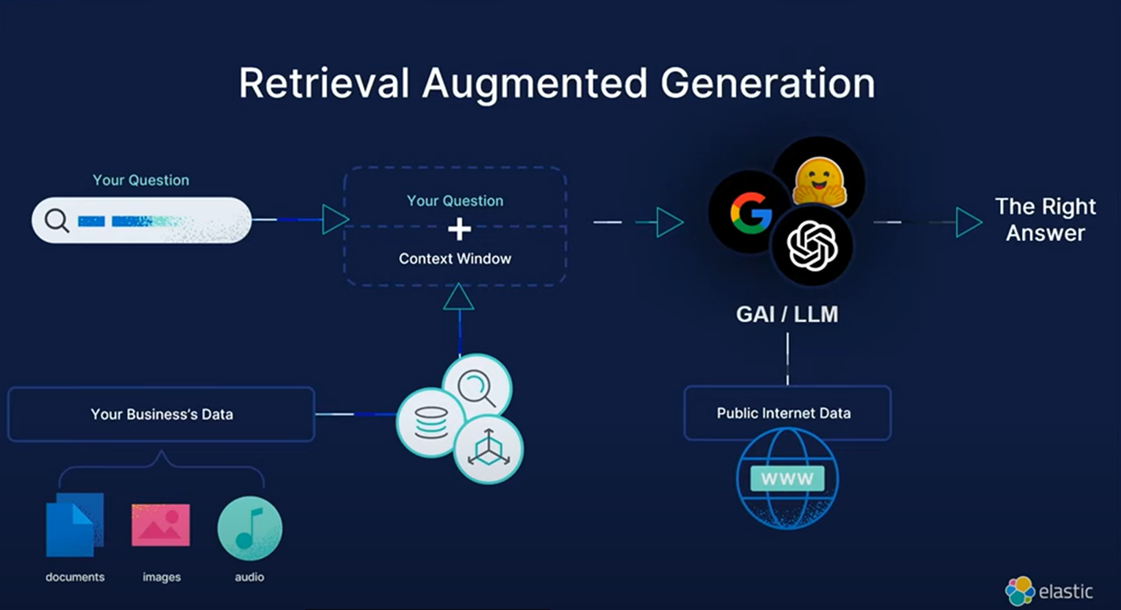 Retrieval Augmented Generation
Your Question
Your Question
+
Context Window
The Right
Answer
GAI / LLM
Your Business's Data
Public Internet Data
www
documents
images
audio
elastic